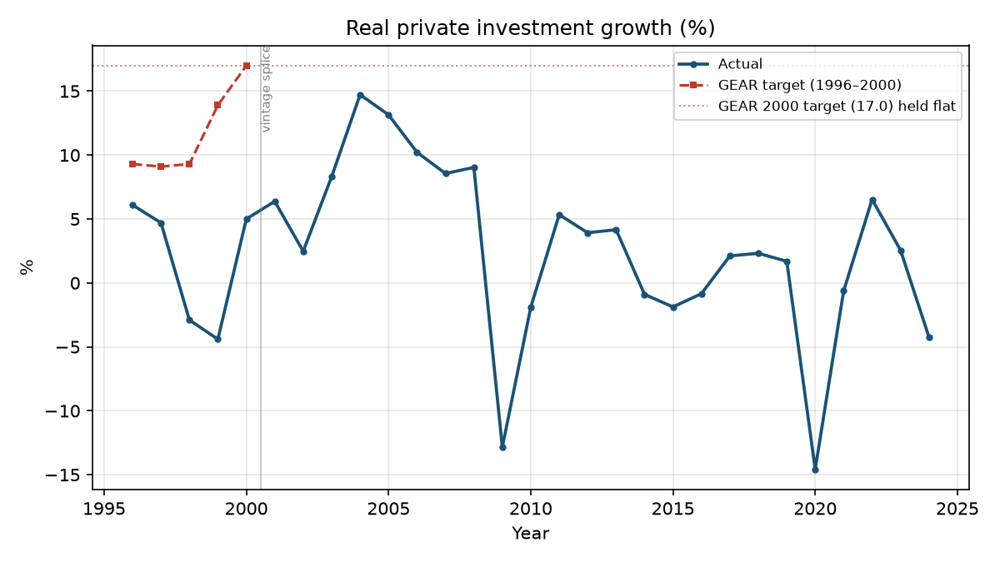 Real private investment growth (%)
Actual
GEAR target (1996–2000)
GEAR 2000 target (17.0) held flat
vintage splice
%
15
10
5
0
−5
−10
−15
1995
2000
2005
2010
2015
2020
2025
Year